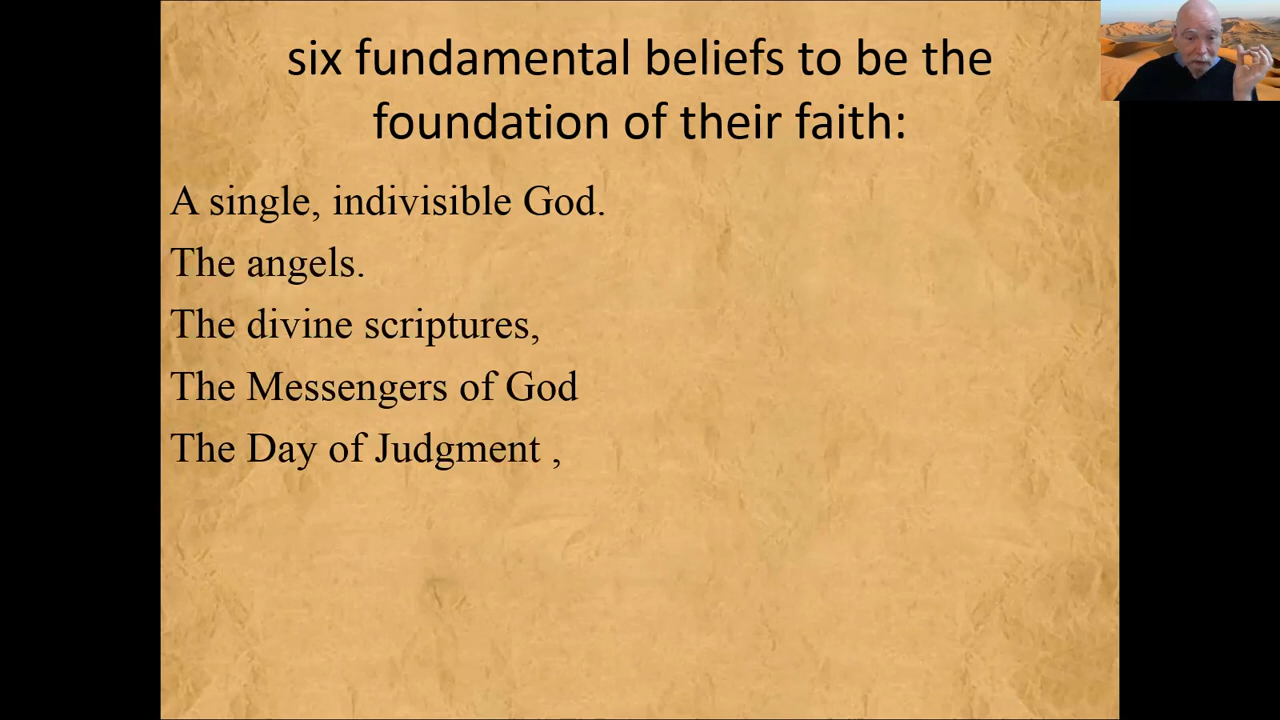 six fundamental beliefs to be the
foundation of their faith:
A single, indivisible God.
The angels.
The divine scriptures,
The Messengers of God
The Day of Judgment ,